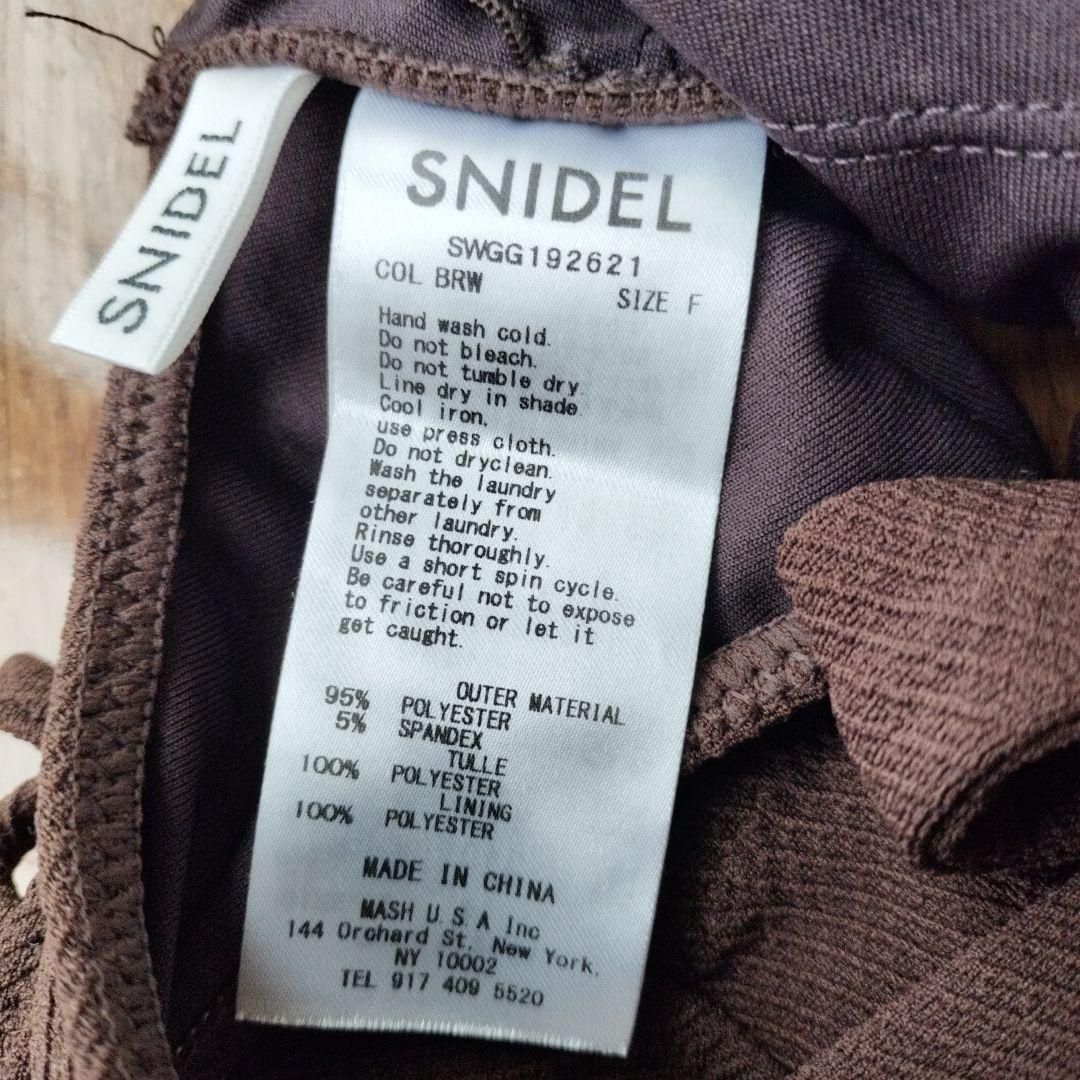 SNIDEL
SNIDEL
SWGG192621
COL BRW SIZE F
Hand wash cold.
Do not bleach.
Do not tumble dry.
Line dry in shade.
Cool iron,
use press cloth.
Do not dryclean.
Wash the laundry
separately from
other laundry.
Rinse thoroughly.
Use a short spin cycle.
Be careful not to expose
to friction or let it
get caught.
OUTER MATERIAL
95% POLYESTER
5% SPANDEX
TULLE
100% POLYESTER
LINING
100% POLYESTER
MADE IN CHINA
MASH U.S.A Inc
144 Orchard St. New York.
NY 10002
TEL 917 409 5520